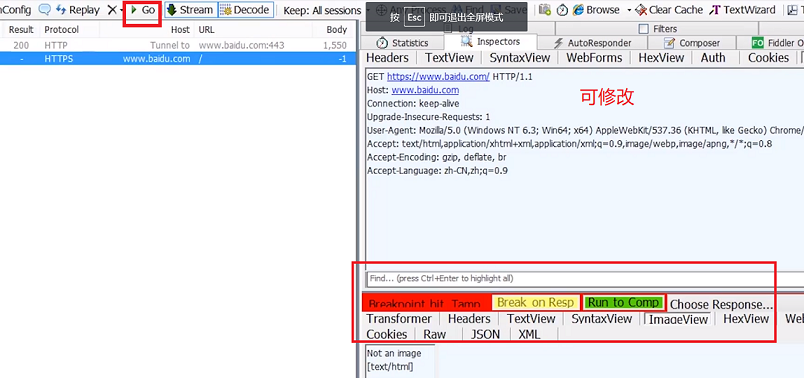 nConfig Replay Go Stream Decode Keep: All sessions Browse Clear Cache TextWizard
按 Esc 即可退出全屏模式
Result Protocol Host URL Body
200 HTTP Tunnel to www.baidu.com:443 1,550
- HTTPS www.baidu.com / -1
Log Filters
Statistics Inspectors AutoResponder Composer FO Fiddler O
Headers TextView SyntaxView WebForms HexView Auth Cookies
GET https://www.baidu.com/ HTTP/1.1
Host: www.baidu.com
可修改
Connection: keep-alive
Upgrade-Insecure-Requests: 1
User-Agent: Mozilla/5.0 (Windows NT 6.3; Win64; x64) AppleWebKit/537.36 (KHTML, like Gecko) Chrome/
Accept: text/html,application/xhtml+xml,application/xml;q=0.9,image/webp,image/apng,*/*;q=0.8
Accept-Encoding: gzip, deflate, br
Accept-Language: zh-CN,zh;q=0.9
Find... (press Ctrl+Enter to highlight all)
Breakpoint hit. Tamp Break on Resp Run to Comp Choose Response...
Transformer Headers TextView SyntaxView ImageView HexView We
Cookies Raw JSON XML
Not an image
[text/html]